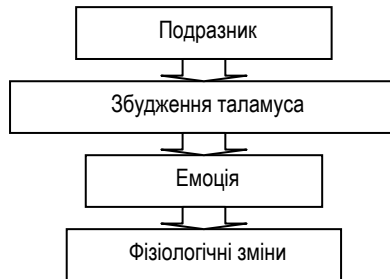 Подразник
Збудження таламуса
Емоція
Фізіологічні зміни